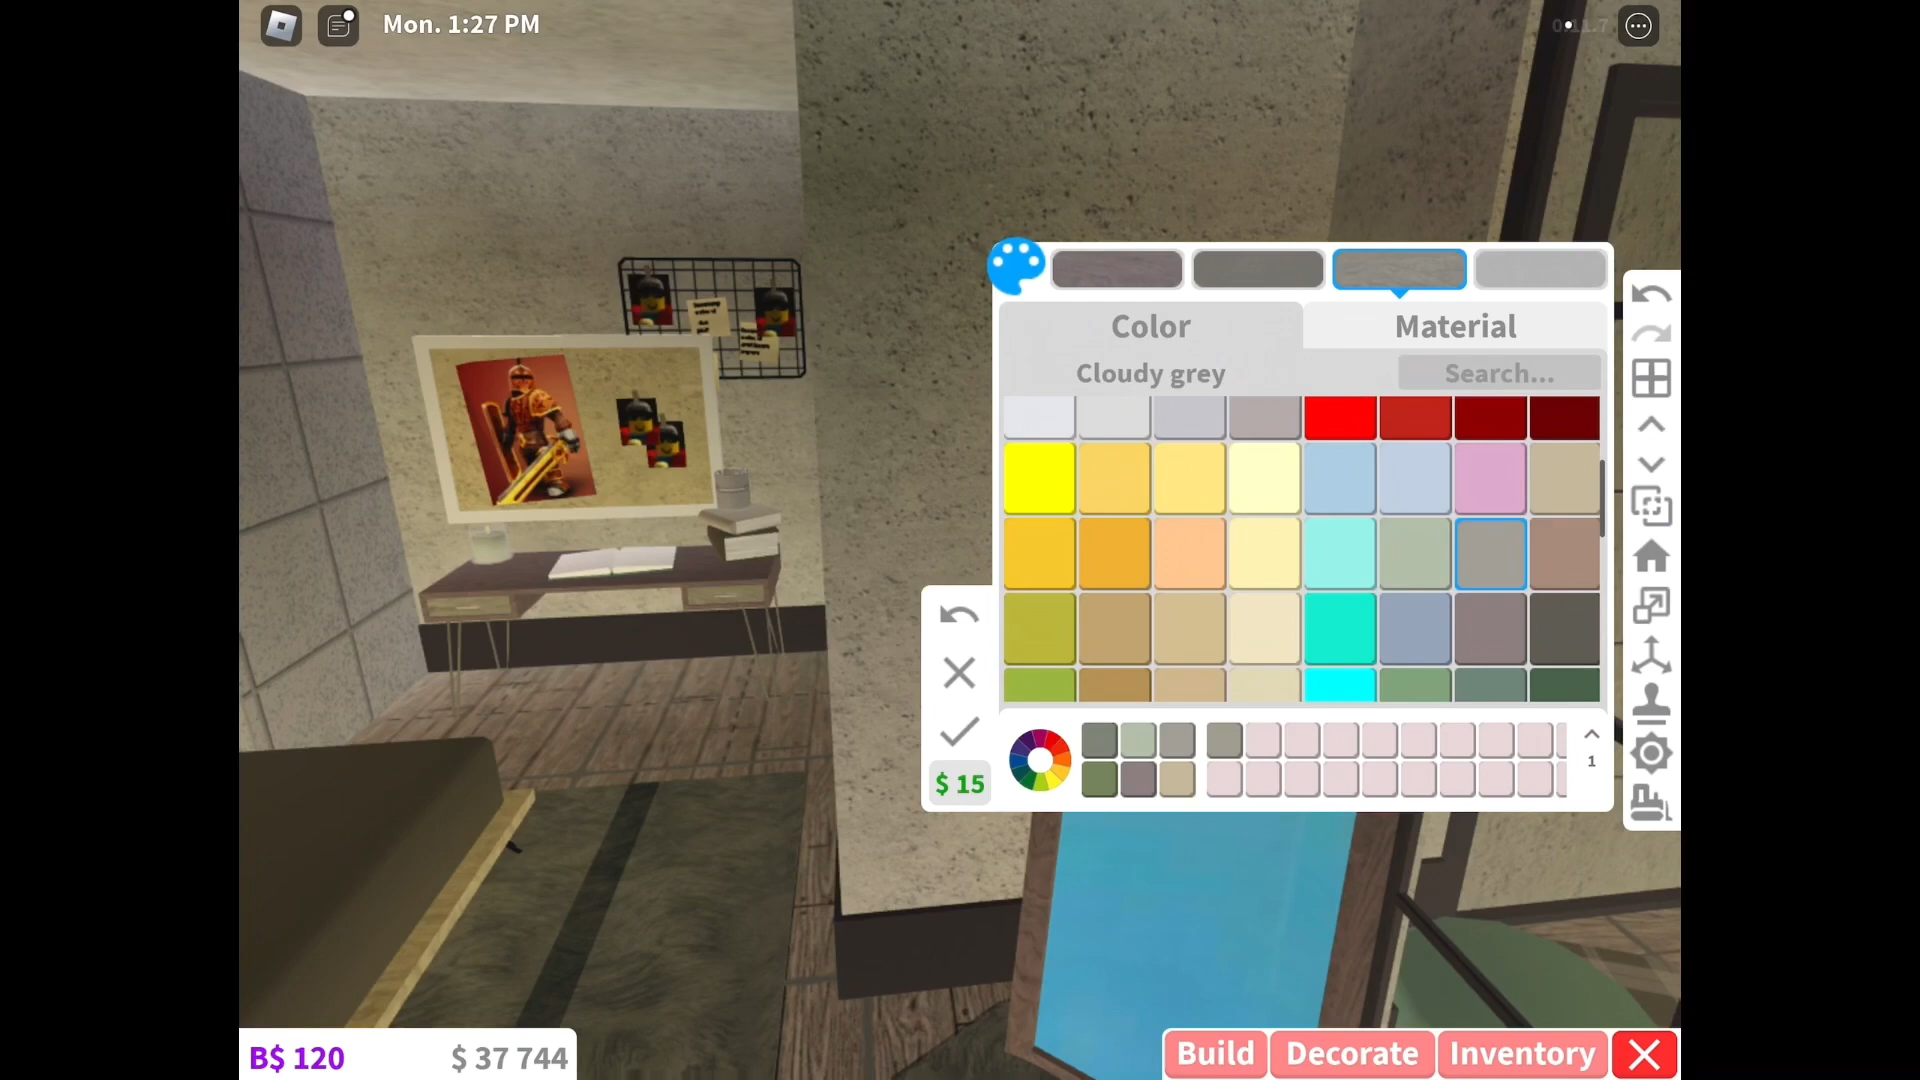 Mon. 1:27 PM
Color
Material
Cloudy grey
Search...
$ 15
1
B$ 120
$ 37 744
Build
Decorate
Inventory